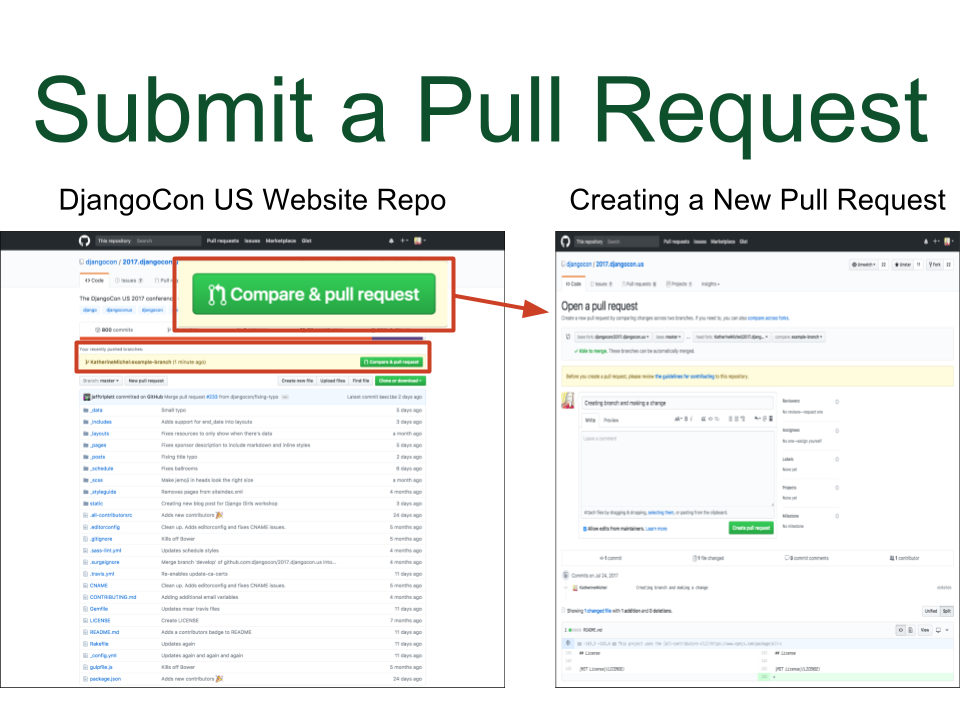 Submit a Pull Request
DjangoCon US Website Repo
Creating a New Pull Request
This repository Search Pull requests Issues Marketplace Gist
djangocon / 2017.djangocon.us
Code Issues Pull
The DjangoCon US 2017 conference
django djangoconus djangocon
800 commits
Compare & pull request
Your recently pushed branches:
KatherineMichel:example-branch (1 minute ago) Compare & pull request
Branch: master New pull request Create new file Upload files Find file Clone or download
jefftriplett committed on GitHub Merge pull request #233 from djangocon/fixing-typo Latest commit 2 days ago
_data Small typo 5 days ago
_includes Adds support for end_date into layouts 3 days ago
_layouts Fixes resources to only show when there's data a month ago
_pages Fixes sponsor description to include markdown and inline styles 5 days ago
_posts Fixing title typo 2 days ago
_schedule Fixes ballrooms 9 days ago
_scss Make jemoji in heads look the right size a month ago
_styleguide Removes pages from siteindex.xml 4 months ago
static Creating new blog post for Django Girls workshop 3 days ago
.all-contributorsrc Adds new contributors 24 days ago
.editorconfig Clean up. Adds editorconfig and fixes CNAME issues. 5 months ago
.gitignore Kills off Bower 5 months ago
.sass-lint.yml Updates schedule styles 4 months ago
.surgeignore Merge branch 'develop' of github.com:djangocon/2017.djangocon.us into... 4 months ago
.travis.yml Re-enables update-ca-certs 11 days ago
CNAME Clean up. Adds editorconfig and fixes CNAME issues. 5 months ago
CONTRIBUTING.md Adding additional email variables 4 months ago
Gemfile Updates moar travis files 11 days ago
LICENSE Create LICENSE 7 months ago
README.md Adds a contributors badge to README 11 days ago
Rakefile Updates again 11 days ago
_config.yml Updates again and again and again 11 days ago
gulpfile.js Kills off Bower 5 months ago
package.json Adds new contributors 24 days ago
This repository Search Pull requests Issues Marketplace Gist
djangocon / 2017.djangocon.us Unwatch Unstar Fork
Code Issues Pull requests Projects Insights
Open a pull request
Create a new pull request by comparing changes across two branches. If you need to, you can also compare across forks.
base fork: djangocon/2017.djangocon.us base: master ... head fork: KatherineMichel/2017.djang... compare: example-branch
Able to merge. These branches can be automatically merged.
Before you create a pull request, please review the guidelines for contributing to this repository.
Creating branch and making a change
Write Preview
Leave a comment
Attach files by dragging & dropping, selecting them, or pasting from the clipboard.
Allow edits from maintainers. Learn more
Create pull request
Reviewers
No reviews—request one
Assignees
No one—assign yourself
Labels
None yet
Projects
None yet
Milestone
No milestone
1 commit 1 file changed 0 commit comments 1 contributor
Commits on Jul 24, 2017
KatherineMichel Creating branch and making a change
Showing 1 changed file with 1 addition and 0 deletions. Unified Split
README.md View
## License ## License
[MIT License](LICENSE) [MIT License](LICENSE)